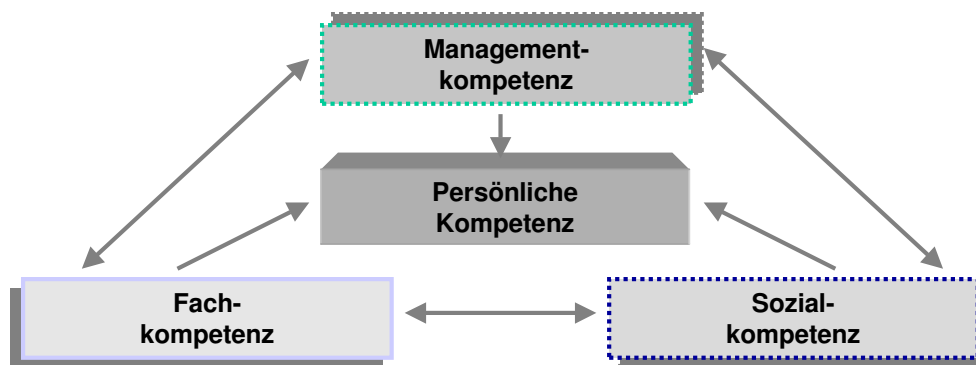 Management-
kompetenz
Persönliche
Kompetenz
Fach-
kompetenz
Sozial-
kompetenz